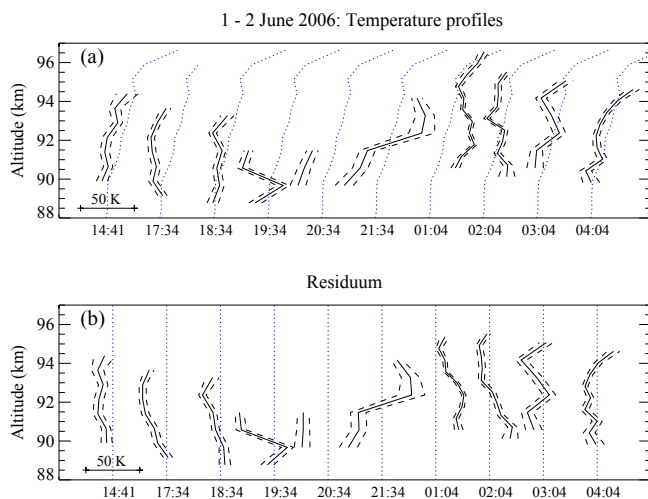 1 - 2 June 2006: Temperature profiles
(a)
Altitude (km)
96
94
92
90
88
50 K
14:41 17:34 18:34 19:34 20:34 21:34 01:04 02:04 03:04 04:04
Residuum
(b)
Altitude (km)
96
94
92
90
88
50 K
14:41 17:34 18:34 19:34 20:34 21:34 01:04 02:04 03:04 04:04